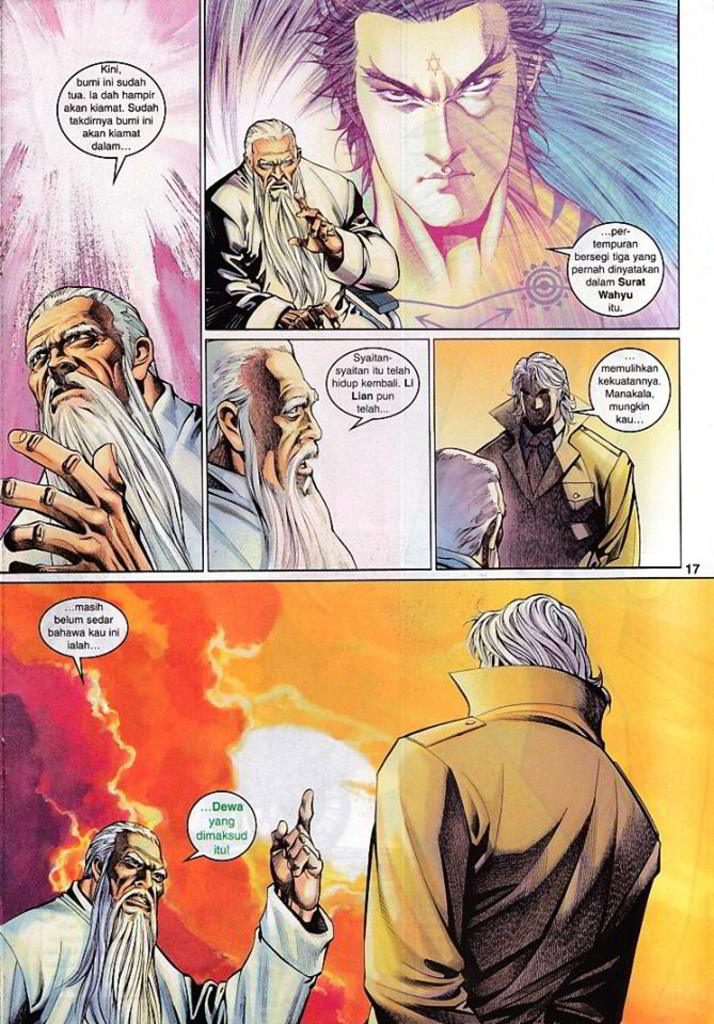 Kini,
bumi ini sudah
tua. Ia dah hampir
akan kiamat. Sudah
takdirnya bumi ini
akan kiamat
dalam...
...per-
tempuran
bersegi tiga yang
pernah dinyatakan
dalam Surat
Wahyu
itu.
Syaitan-
syaitan itu telah
hidup kembali. Li
Lian pun
telah...
...
memulihkan
kekuatannya.
Manakala,
mungkin
kau...
17
...masih
belum sedar
bahawa kau ini
ialah...
...Dewa
yang
dimaksud
itu!